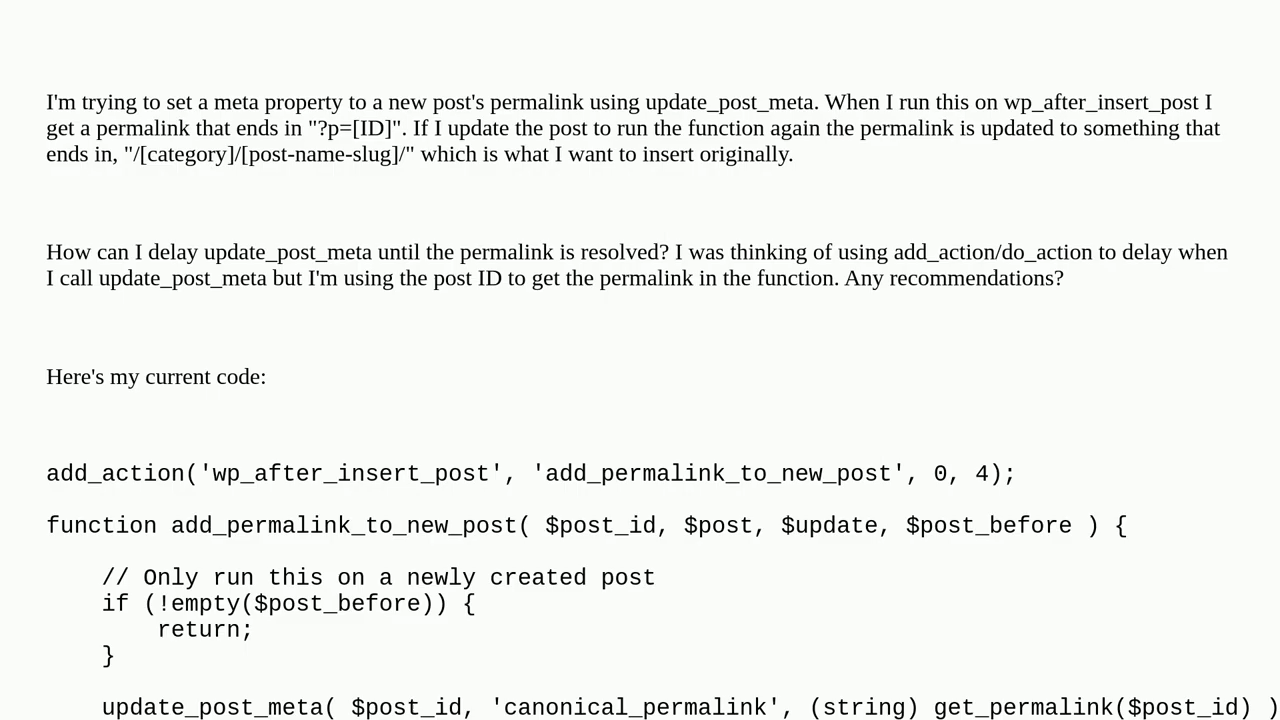 I'm trying to set a meta property to a new post's permalink using update_post_meta. When I run this on wp_after_insert_post I
get a permalink that ends in "?p=[ID]". If I update the post to run the function again the permalink is updated to something that
ends in, "/[category]/[post-name-slug]/" which is what I want to insert originally.
How can I delay update_post_meta until the permalink is resolved? I was thinking of using add_action/do_action to delay when
I call update_post_meta but I'm using the post ID to get the permalink in the function. Any recommendations?
Here's my current code:
add_action('wp_after_insert_post', 'add_permalink_to_new_post', 0, 4);
function add_permalink_to_new_post( $post_id, $post, $update, $post_before ) {
    // Only run this on a newly created post
    if (!empty($post_before)) {
        return;
    }
    update_post_meta( $post_id, 'canonical_permalink', (string) get_permalink($post_id) )